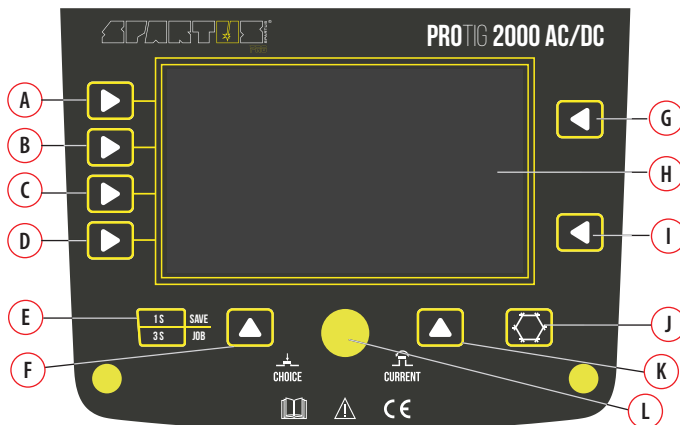 SPARTUS
PROTIG 2000 AC/DC
A
B
C
D
E
F
G
H
I
J
K
L
1 S SAVE
3 S JOB
CHOICE
CURRENT
CE